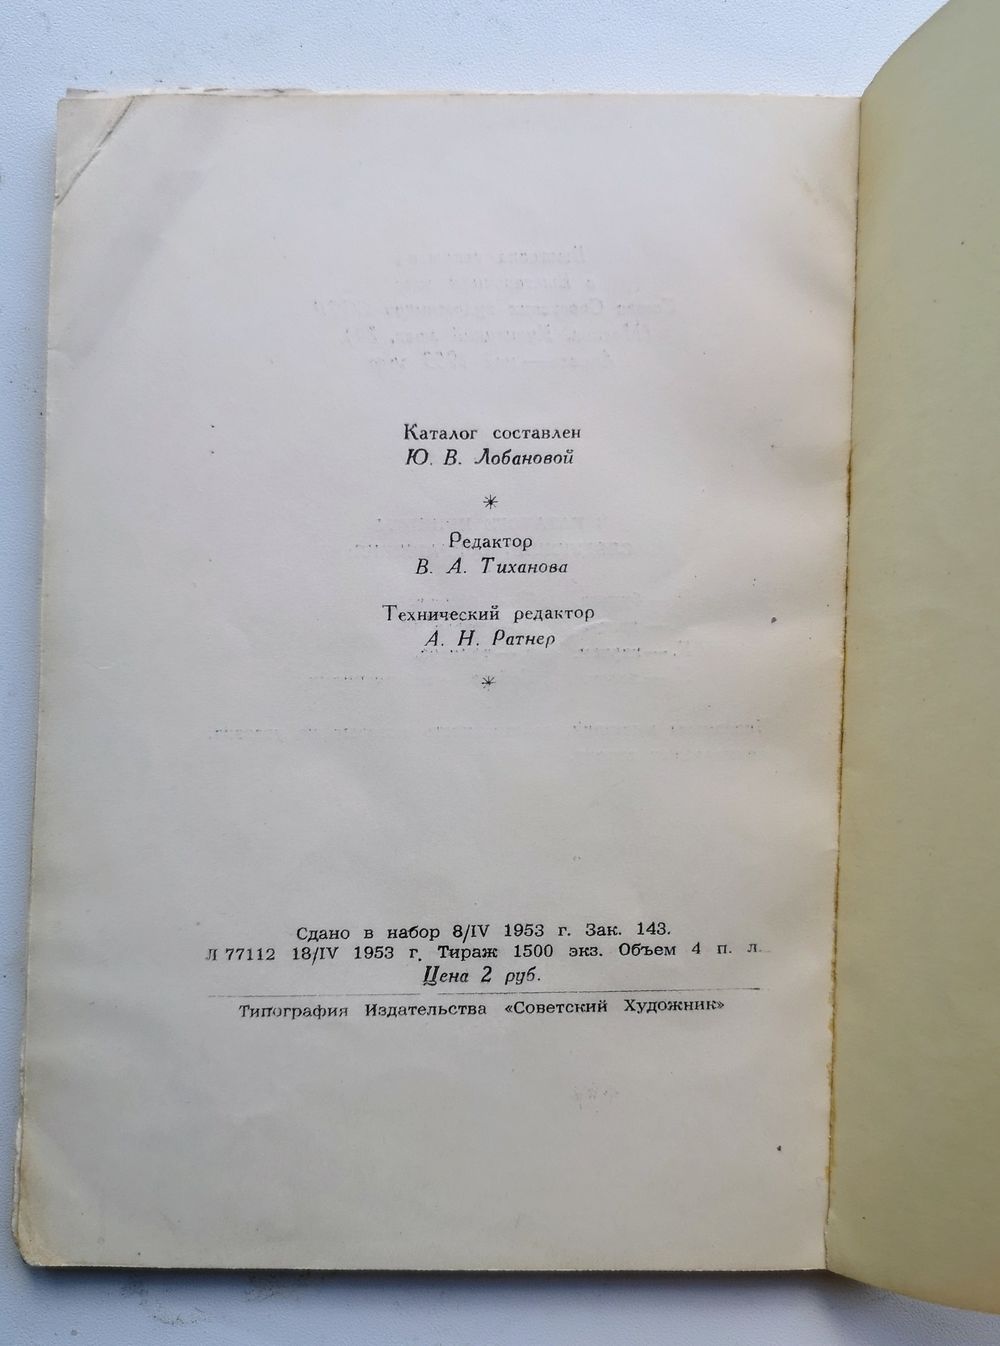 Каталог составлен
Ю. В. Лобановой
*
Редактор
В. А. Тиханова
Технический редактор
А. Н. Ратнер
*
Сдано в набор 8/IV 1953 г. Зак. 143.
Л 77112 18/IV 1953 г. Тираж 1500 экз. Объем 4 п. л.
Цена 2 руб.
Типография Издательства «Советский Художник»